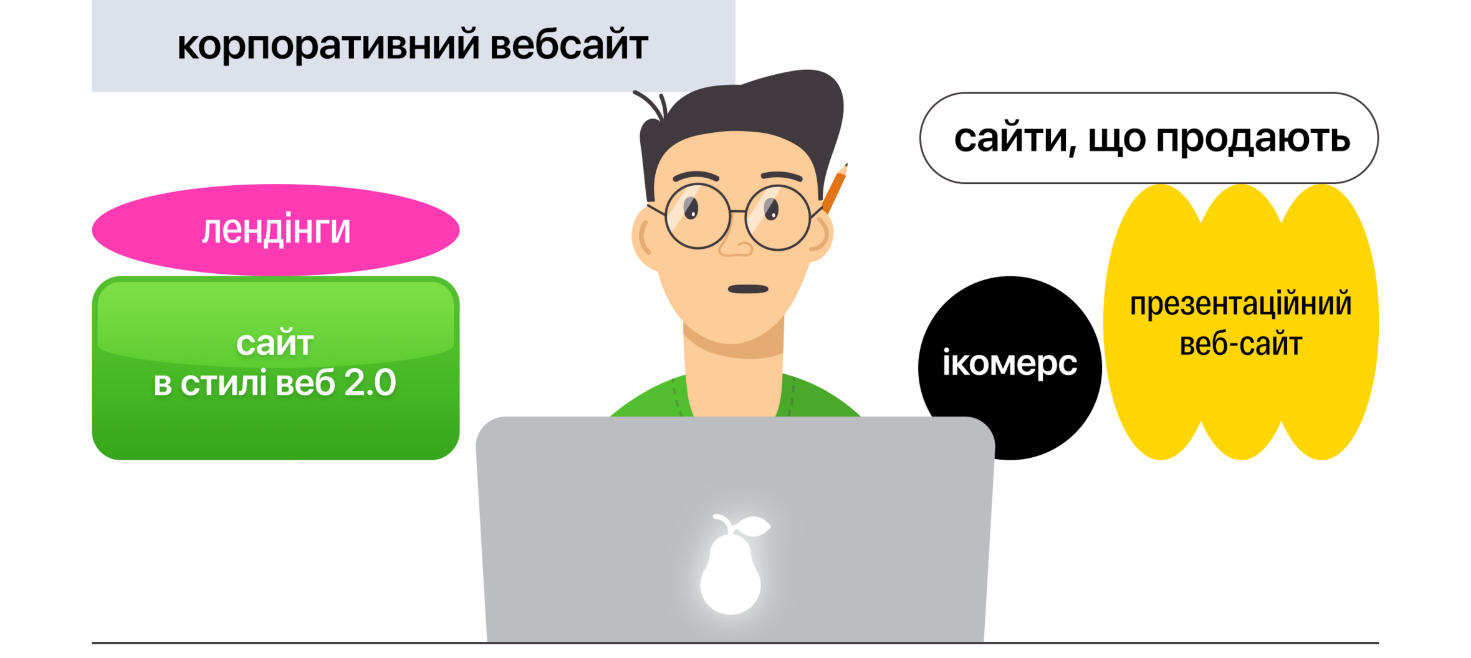 корпоративний вебсайт
сайти, що продають
лендінги
сайт
в стилі веб 2.0
ікомерс
презентаційний
веб-сайт